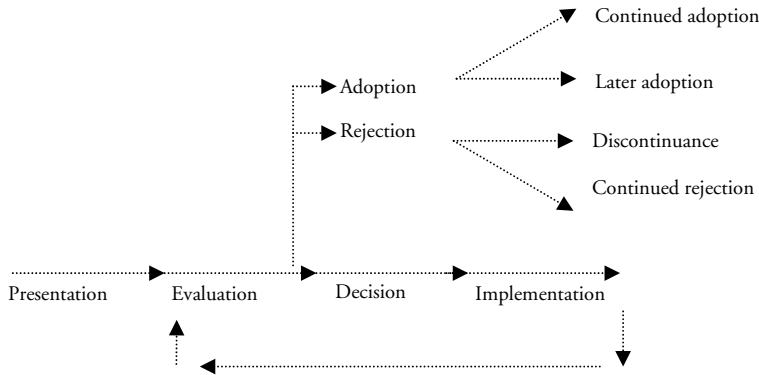 Continued adoption
Adoption
Later adoption
Rejection
Discontinuance
Continued rejection
Presentation
Evaluation
Decision
Implementation